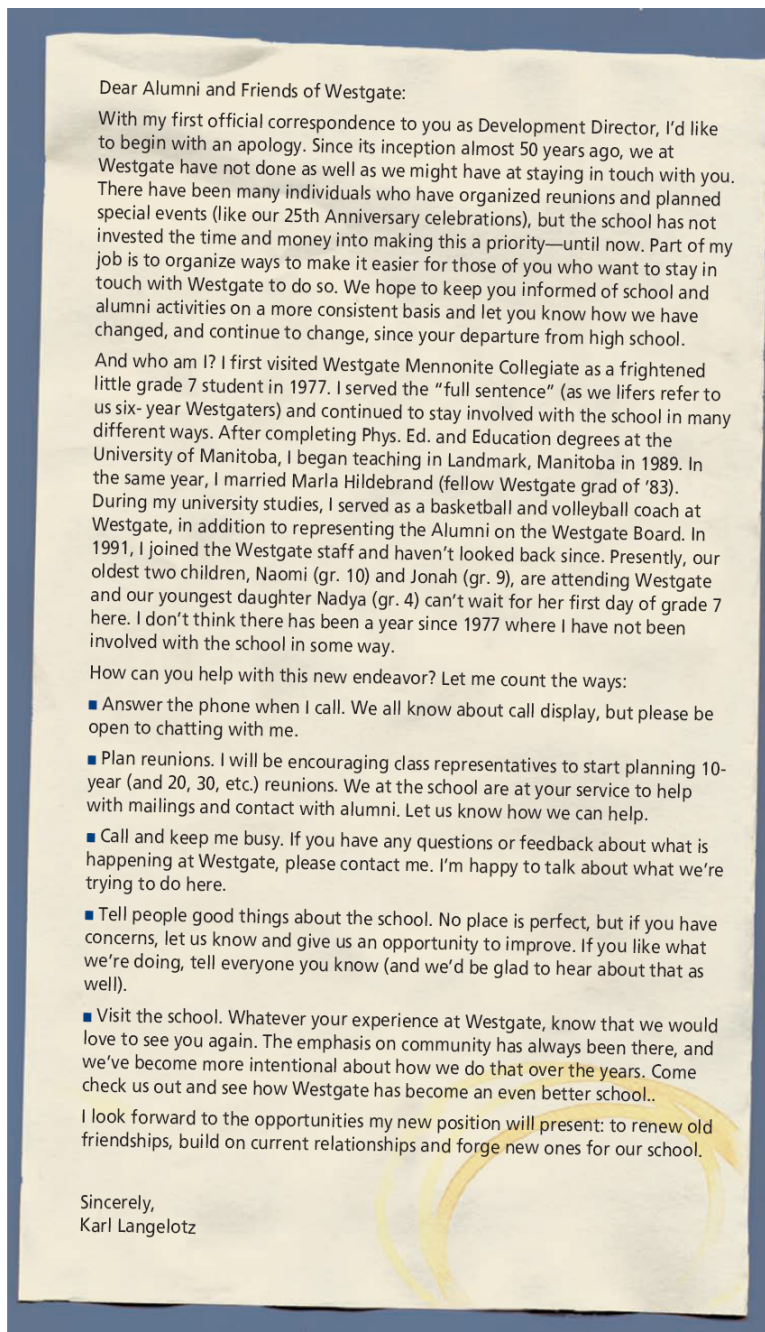 Dear Alumni and Friends of Westgate:
With my first official correspondence to you as Development Director, I'd like
to begin with an apology. Since its inception almost 50 years ago, we at
Westgate have not done as well as we might have at staying in touch with you.
There have been many individuals who have organized reunions and planned
special events (like our 25th Anniversary celebrations), but the school has not
invested the time and money into making this a priority—until now. Part of my
job is to organize ways to make it easier for those of you who want to stay in
touch with Westgate to do so. We hope to keep you informed of school and
alumni activities on a more consistent basis and let you know how we have
changed, and continue to change, since your departure from high school.
And who am I? I first visited Westgate Mennonite Collegiate as a frightened
little grade 7 student in 1977. I served the "full sentence" (as we lifers refer to
us six- year Westgaters) and continued to stay involved with the school in many
different ways. After completing Phys. Ed. and Education degrees at the
University of Manitoba, I began teaching in Landmark, Manitoba in 1989. In
the same year, I married Marla Hildebrand (fellow Westgate grad of '83).
During my university studies, I served as a basketball and volleyball coach at
Westgate, in addition to representing the Alumni on the Westgate Board. In
1991, I joined the Westgate staff and haven't looked back since. Presently, our
oldest two children, Naomi (gr. 10) and Jonah (gr. 9), are attending Westgate
and our youngest daughter Nadya (gr. 4) can't wait for her first day of grade 7
here. I don't think there has been a year since 1977 where I have not been
involved with the school in some way.
How can you help with this new endeavor? Let me count the ways:
■ Answer the phone when I call. We all know about call display, but please be
open to chatting with me.
■ Plan reunions. I will be encouraging class representatives to start planning 10-
year (and 20, 30, etc.) reunions. We at the school are at your service to help
with mailings and contact with alumni. Let us know how we can help.
■ Call and keep me busy. If you have any questions or feedback about what is
happening at Westgate, please contact me. I'm happy to talk about what we're
trying to do here.
■ Tell people good things about the school. No place is perfect, but if you have
concerns, let us know and give us an opportunity to improve. If you like what
we're doing, tell everyone you know (and we'd be glad to hear about that as
well).
■ Visit the school. Whatever your experience at Westgate, know that we would
love to see you again. The emphasis on community has always been there, and
we've become more intentional about how we do that over the years. Come
check us out and see how Westgate has become an even better school..
I look forward to the opportunities my new position will present: to renew old
friendships, build on current relationships and forge new ones for our school.
Sincerely,
Karl Langelotz